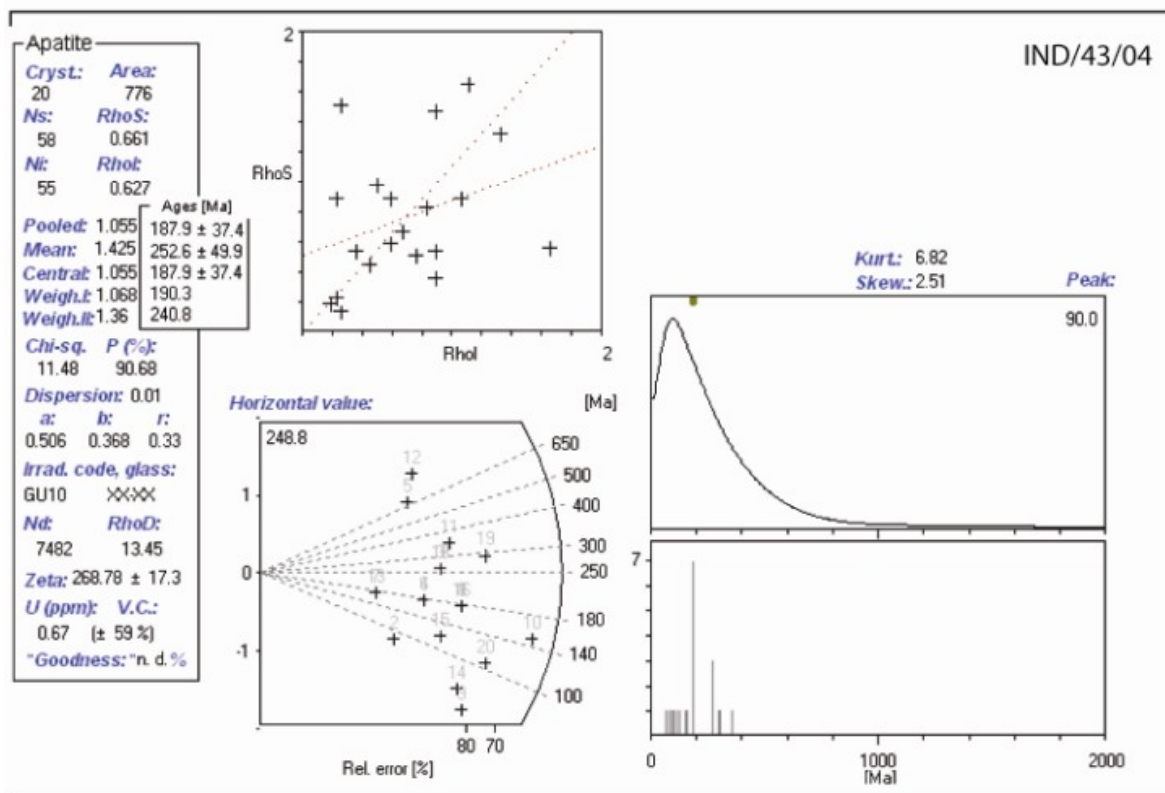 IND/43/04
Apatite
Cryst.: Area:
20 776
Ns: RhoS:
58 0.661
Ni: RhoI:
55 0.627
Ages [Ma]
Pooled: 1.055 187.9 ± 37.4
Mean: 1.425 252.6 ± 49.9
Central: 1.055 187.9 ± 37.4
Weigh.I: 1.068 190.3
Weigh.II: 1.36 240.8
Chi-sq. P (%):
11.48 90.68
Dispersion: 0.01
a: b: r:
0.506 0.368 0.33
Irrad. code, glass:
GU10 XX-XX
Nd: RhoD:
7482 13.45
Zeta: 268.78 ± 17.3
U (ppm): V.C.:
0.67 (± 59 %)
"Goodness:" n. d. %
2
RhoS
RhoI 2
Horizontal value: [Ma]
248.8
650
500
400
300
250
180
140
100
1
0
-1
12
5
11
19
2
15
10
20
14
80 70
Rel. error [%]
Kurt.: 6.82
Skew.: 2.51
Peak:
90.0
7
0 1000 2000
[Ma]